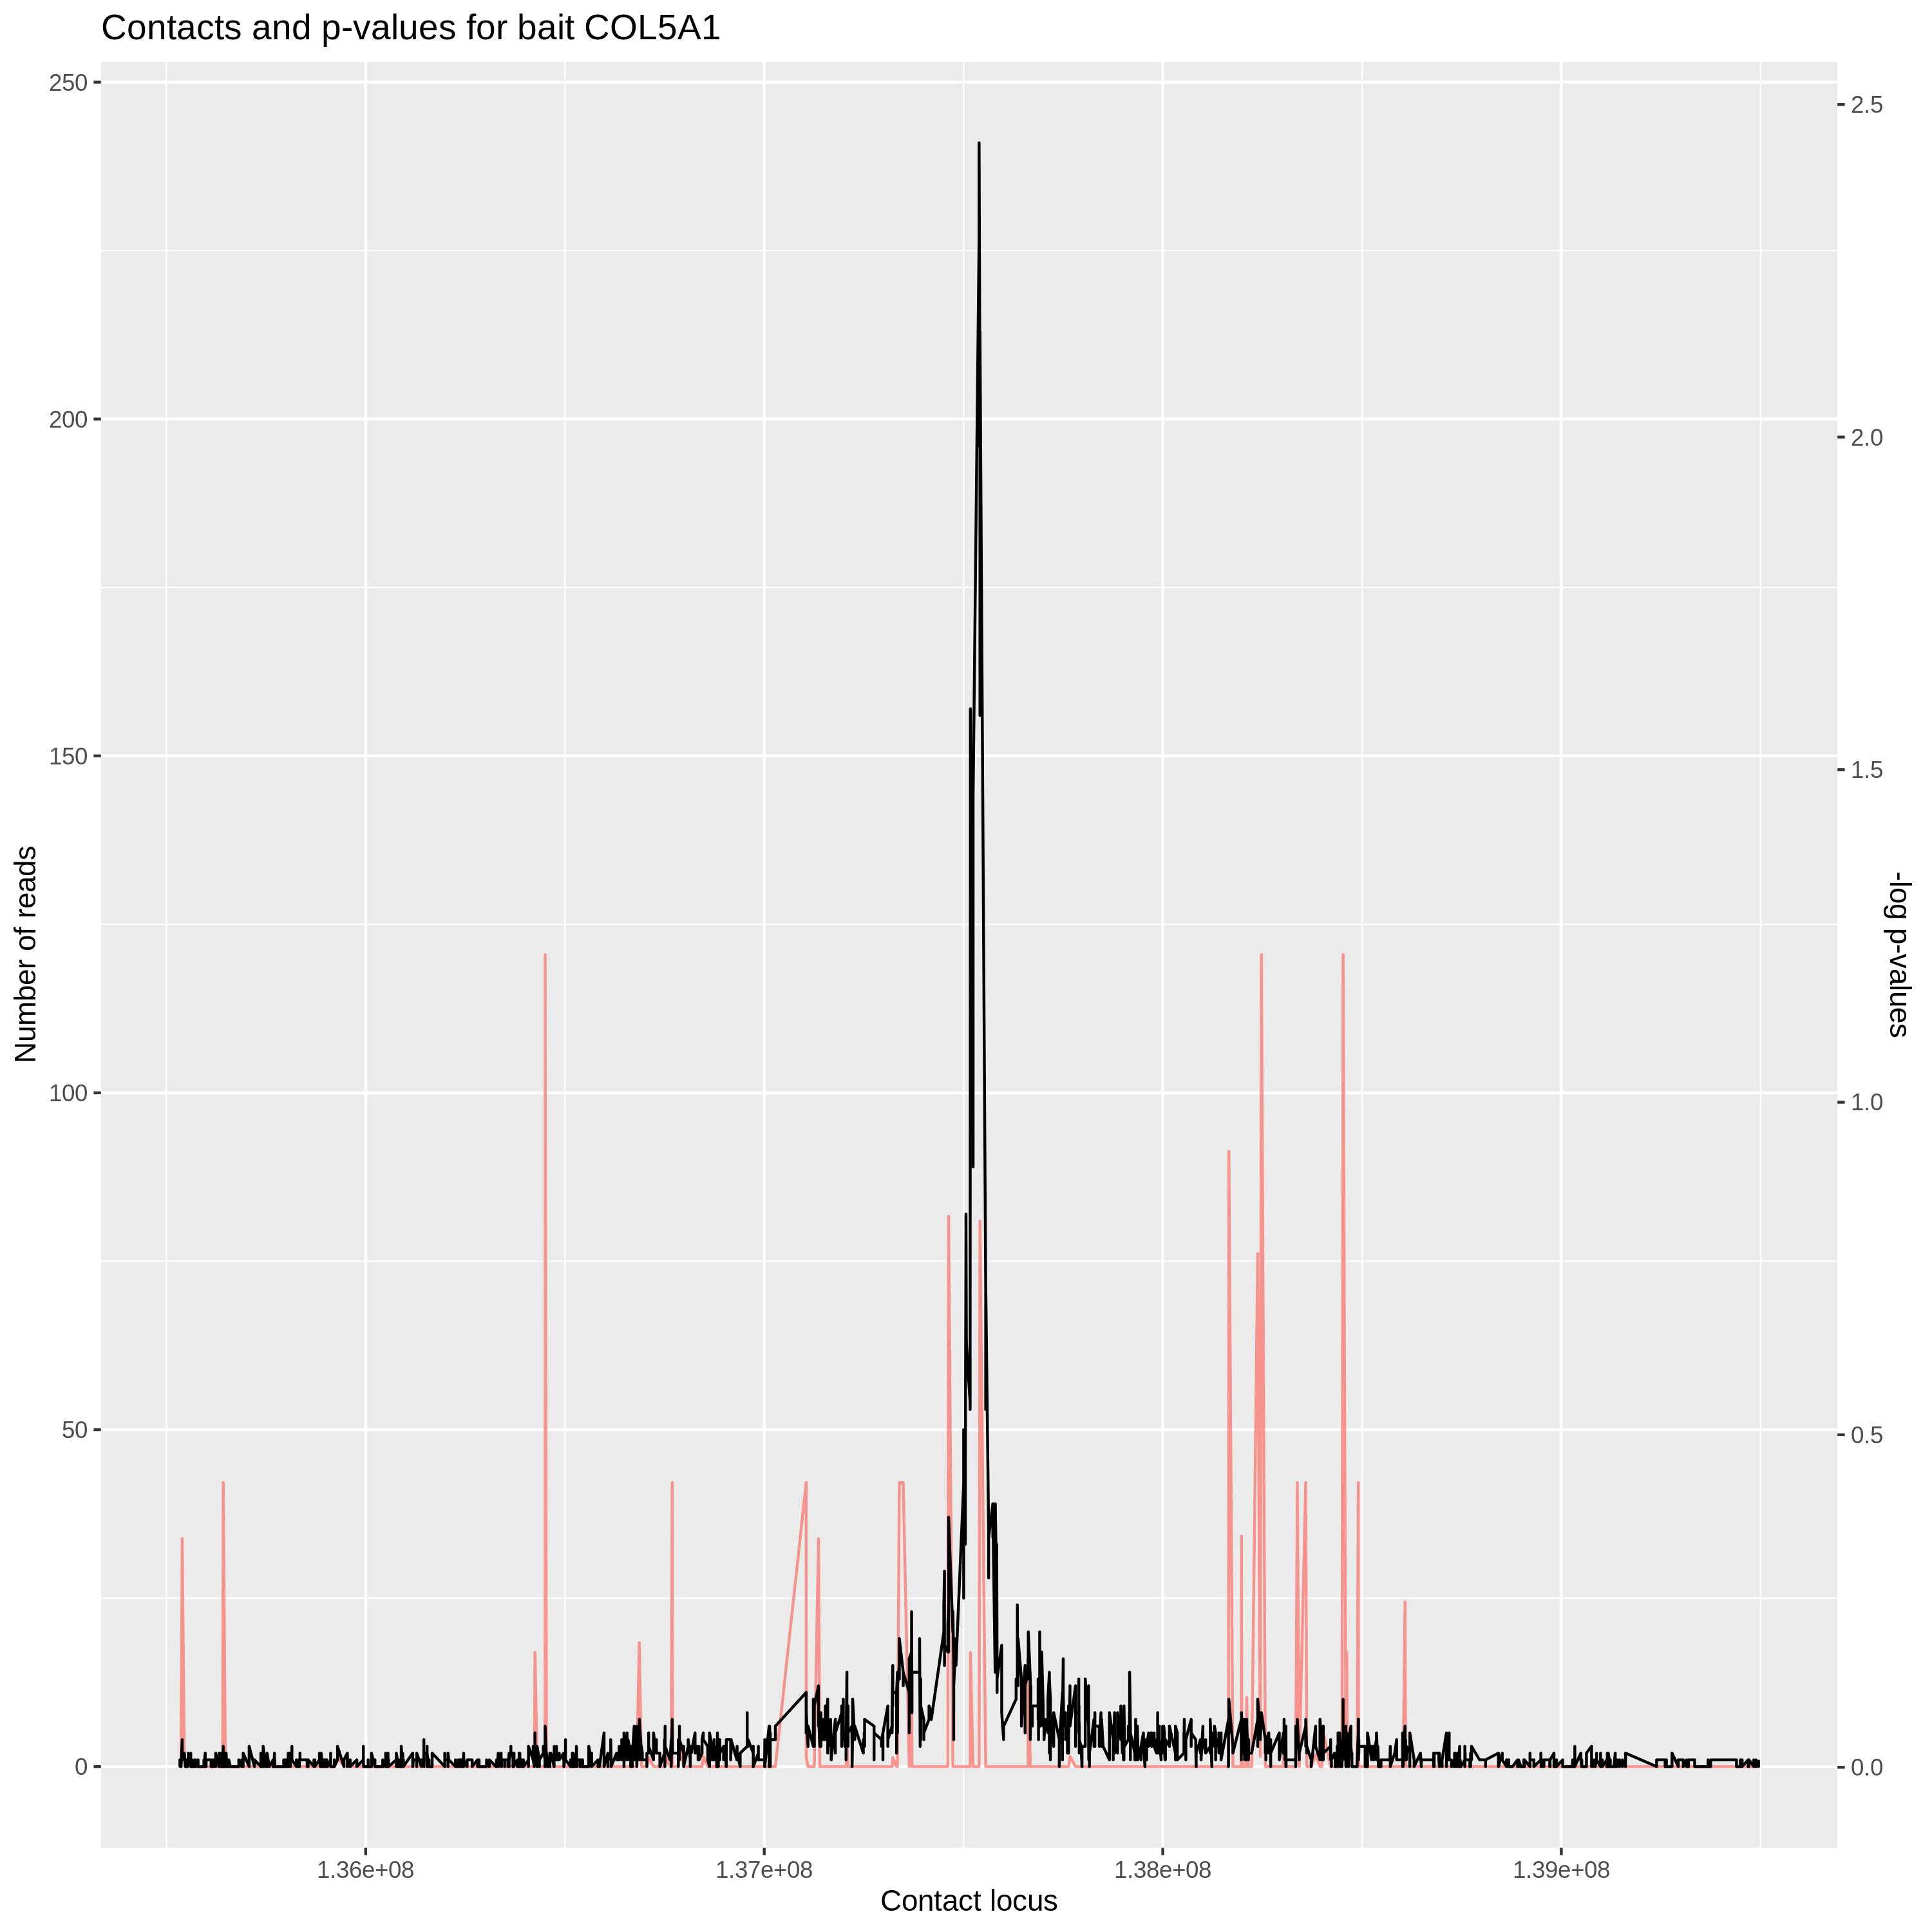 Contacts and p-values for bait COL5A1
250
200
150
100
50
0
Number of reads
2.5
2.0
1.5
1.0
0.5
0.0
-log p-values
1.36e+08
1.37e+08
1.38e+08
1.39e+08
Contact locus